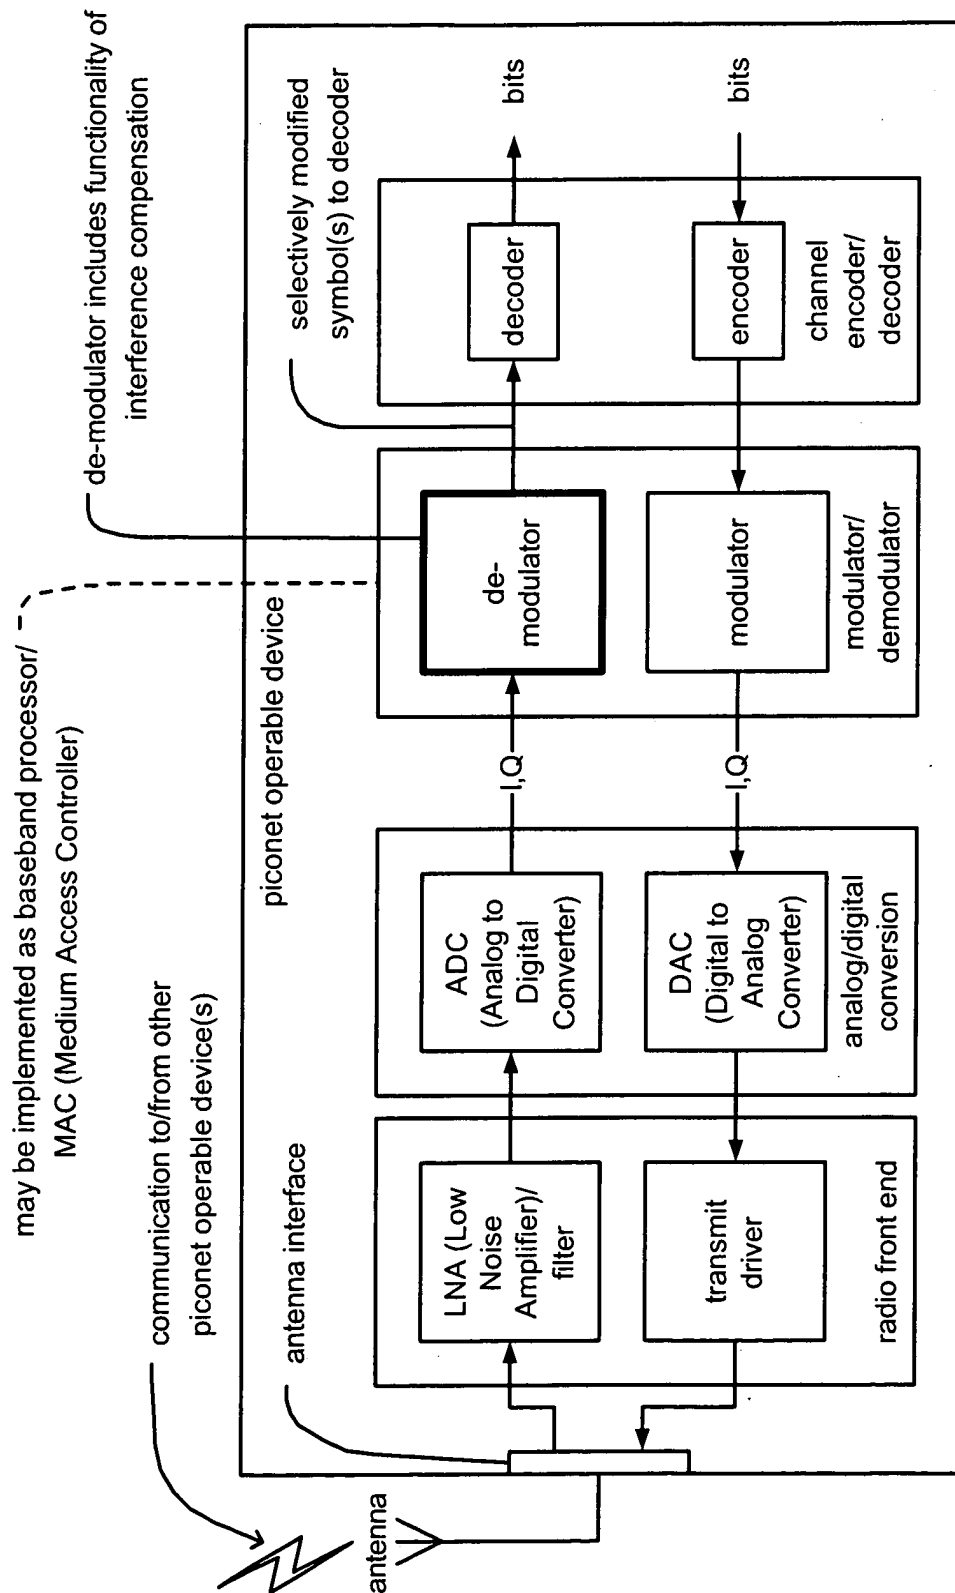 may be implemented as baseband processor/
MAC (Medium Access Controller)
de-modulator includes functionality of
interference compensation
communication to/from other
piconet operable device(s)
antenna interface
selectively modified
symbol(s) to decoder
piconet operable device
antenna
LNA (Low
Noise
Amplifier)/
filter
ADC
(Analog to
Digital
Converter)
I,Q
de-
modulator
decoder
bits
transmit
driver
DAC
(Digital to
Analog
Converter)
I,Q
modulator
encoder
bits
radio front end
analog/digital
conversion
modulator/
demodulator
channel
encoder/
decoder